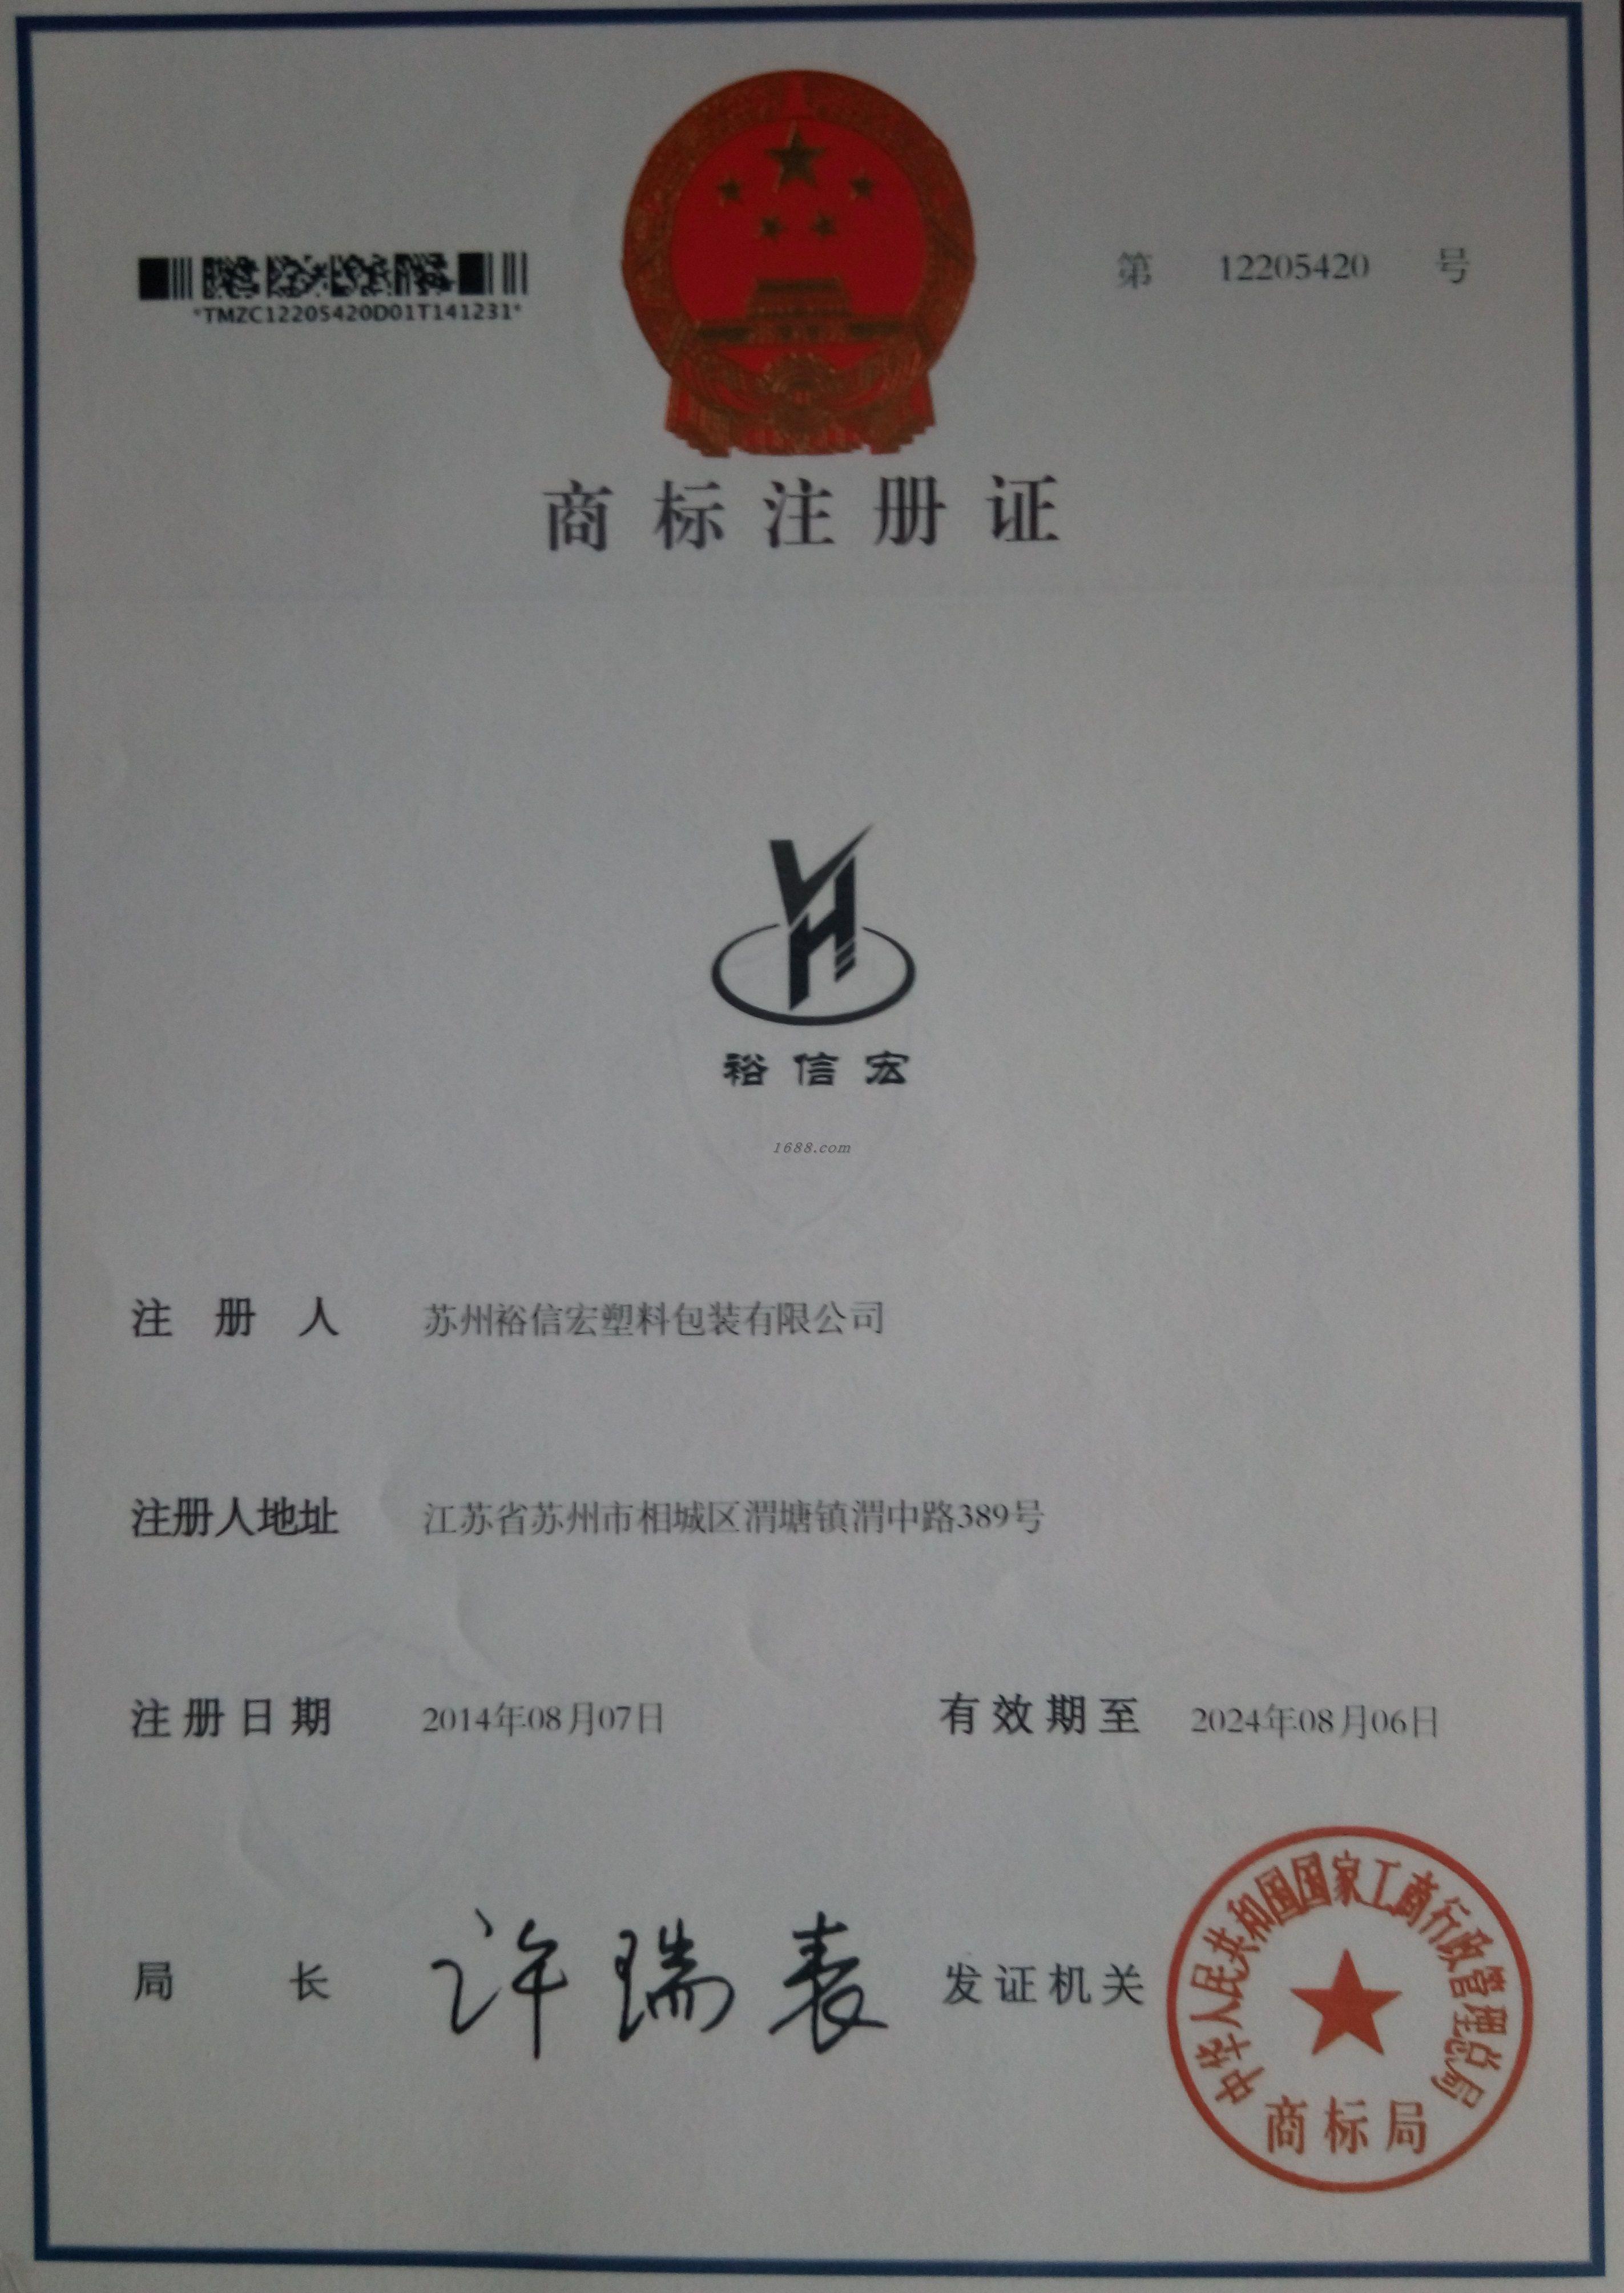 *TMZC12205420D01T141231*
第 12205420 号
商标注册证
YH
裕信宏
1688.com
注册人 苏州裕信宏塑料包装有限公司
注册人地址 江苏省苏州市相城区渭塘镇渭中路389号
注册日期 2014年08月07日 有效期至 2024年08月06日
局长 许瑞表 发证机关
中华人民共和国国家工商行政管理总局
商标局